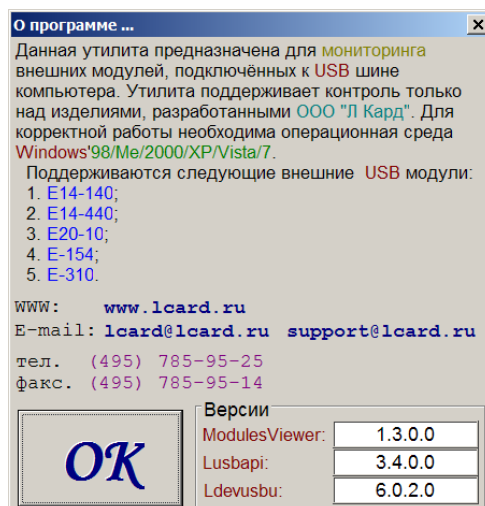 О программе ...
Данная утилита предназначена для мониторинга
внешних модулей, подключённых к USB шине
компьютера. Утилита поддерживает контроль только
над изделиями, разработанными ООО "Л Кард". Для
корректной работы необходима операционная среда
Windows'98/Me/2000/XP/Vista/7.
Поддерживаются следующие внешние USB модули:
1. E14-140;
2. E14-440;
3. E20-10;
4. E-154;
5. E-310.
WWW: www.lcard.ru
E-mail: lcard@lcard.ru support@lcard.ru
тел. (495) 785-95-25
факс. (495) 785-95-14
OK
Версии
ModulesViewer: 1.3.0.0
Lusbapi: 3.4.0.0
Ldevusbu: 6.0.2.0